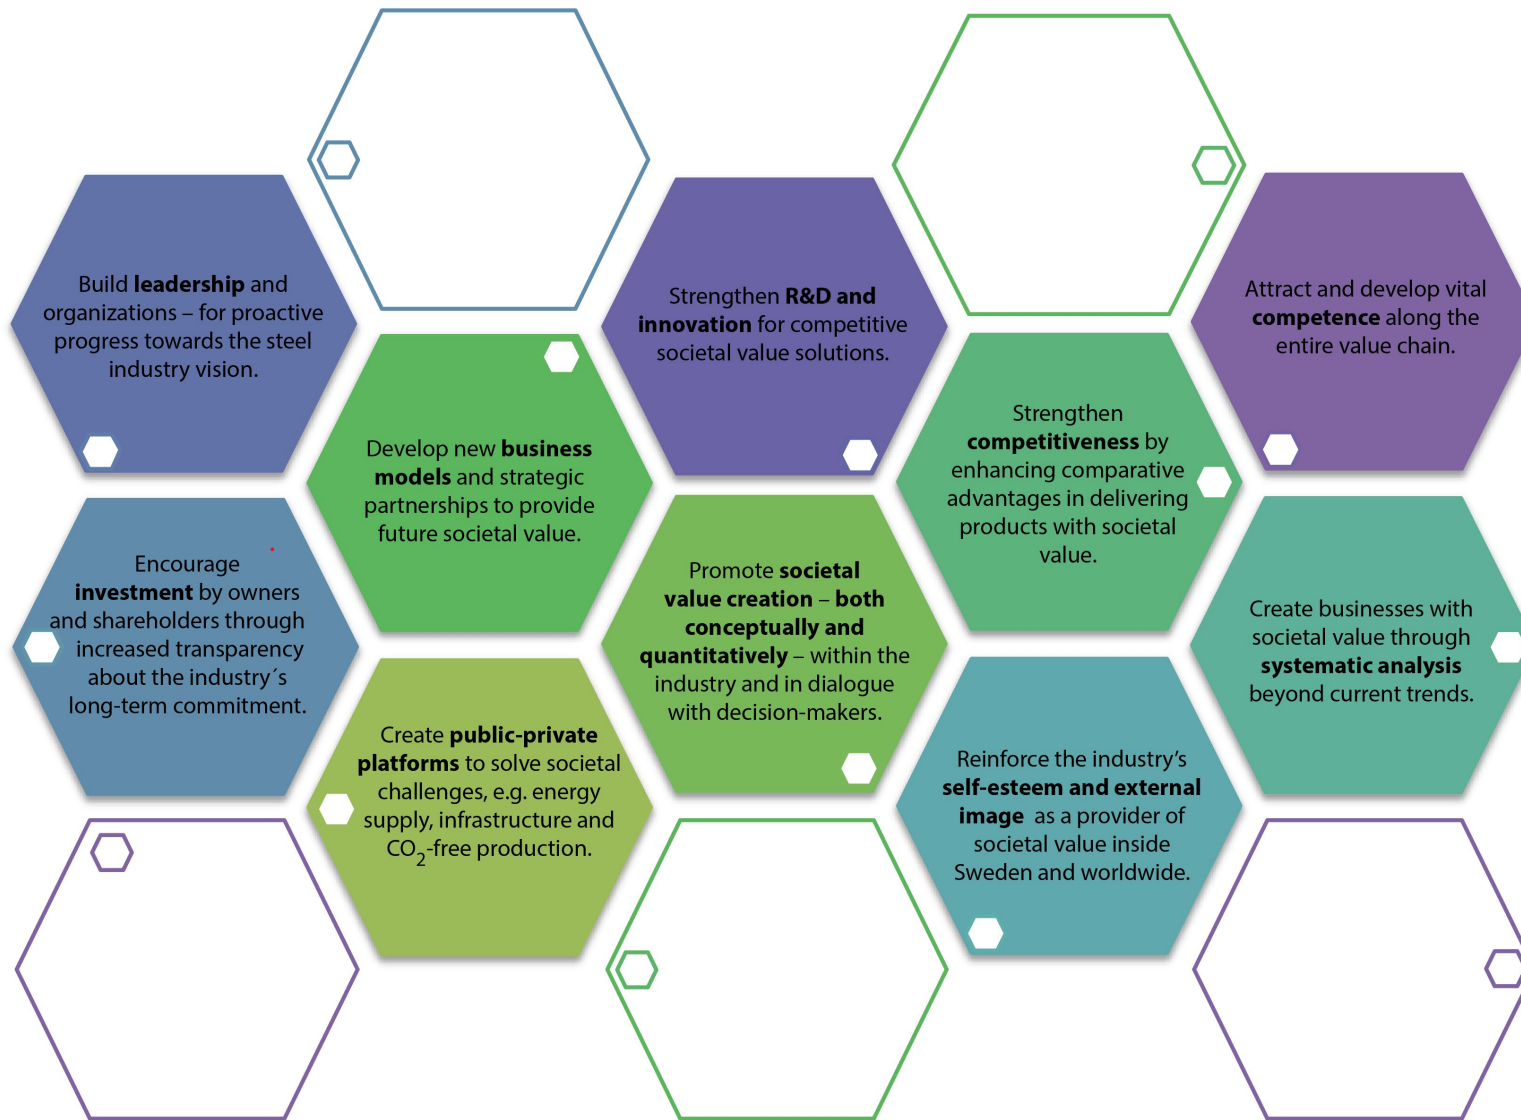 Build leadership and
organizations – for proactive
progress towards the steel
industry vision.
Strengthen R&D and
innovation for competitive
societal value solutions.
Attract and develop vital
competence along the
entire value chain.
Develop new business
models and strategic
partnerships to provide
future societal value.
Strengthen
competitiveness by
enhancing comparative
advantages in delivering
products with societal
value.
Encourage
investment by owners
and shareholders through
increased transparency
about the industry´s
long-term commitment.
Promote societal
value creation – both
conceptually and
quantitatively – within the
industry and in dialogue
with decision-makers.
Create businesses with
societal value through
systematic analysis
beyond current trends.
Create public-private
platforms to solve societal
challenges, e.g. energy
supply, infrastructure and
CO₂-free production.
Reinforce the industry’s
self-esteem and external
image as a provider of
societal value inside
Sweden and worldwide.